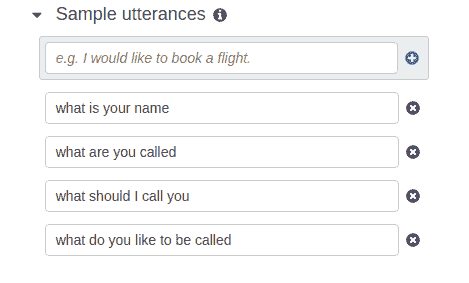 Sample utterances
e.g. I would like to book a flight.
what is your name
what are you called
what should I call you
what do you like to be called